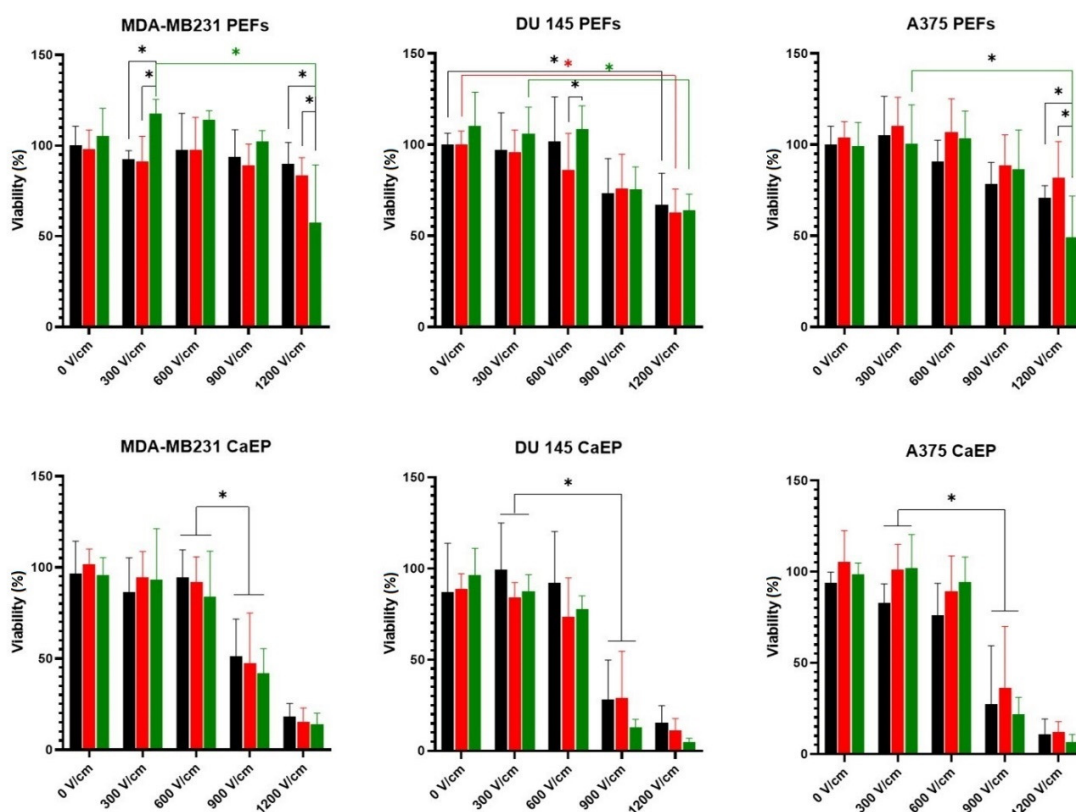 MDA-MB231 PEFs
DU 145 PEFs
A375 PEFs
Viability (%)
150
100
50
0
*
*
*
*
*
0 V/cm
300 V/cm
600 V/cm
900 V/cm
1200 V/cm
Viability (%)
150
100
50
0
*
*
*
*
0 V/cm
300 V/cm
600 V/cm
900 V/cm
1200 V/cm
Viability (%)
150
100
50
0
*
*
*
0 V/cm
300 V/cm
600 V/cm
900 V/cm
1200 V/cm
MDA-MB231 CaEP
DU 145 CaEP
A375 CaEP
Viability (%)
150
100
50
0
*
0 V/cm
300 V/cm
600 V/cm
900 V/cm
1200 V/cm
Viability (%)
150
100
50
0
*
0 V/cm
300 V/cm
600 V/cm
900 V/cm
1200 V/cm
Viability (%)
150
100
50
0
*
0 V/cm
300 V/cm
600 V/cm
900 V/cm
1200 V/cm